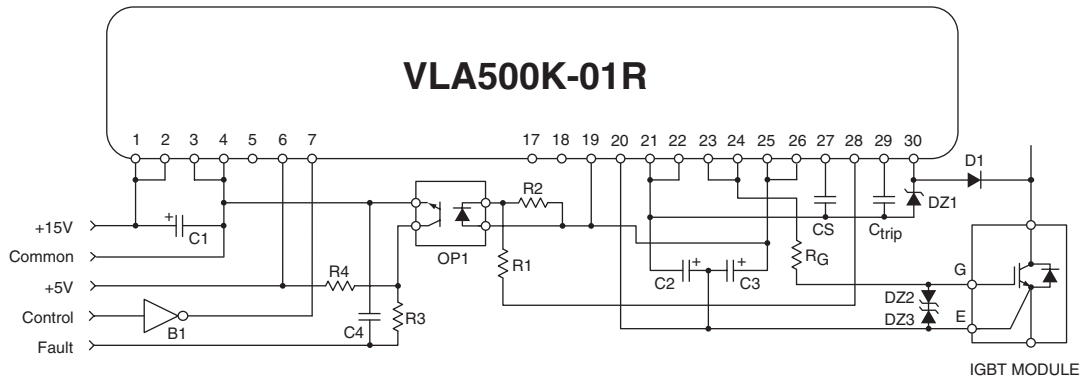 VLA500K-01R
1 2 3 4 5 6 7 17 18 19 20 21 22 23 24 25 26 27 28 29 30
D1
R2
DZ1
+15V
+
C1
CS
Ctrip
Common
OP1
R1
RG
+5V
R4
C2
+
+
C3
G
DZ2
Control
B1
C4
R3
DZ3
E
Fault
IGBT MODULE